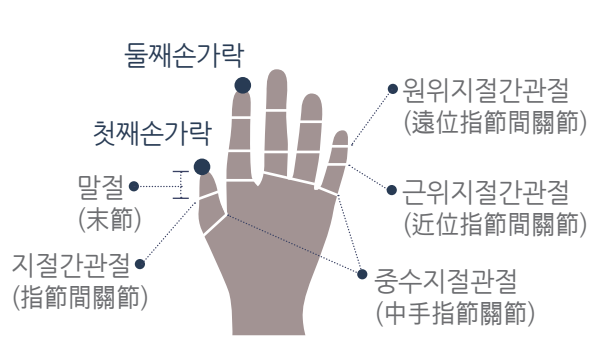 둘째손가락
첫째손가락
말절
(末節)
지절간관절
(指節間關節)
원위지절간관절
(遠位指節間關節)
근위지절간관절
(近位指節間關節)
중수지절관절
(中手指節關節)